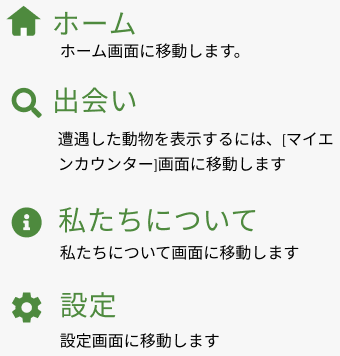 ホーム
ホーム画面に移動します。
出会い
遭遇した動物を表示するには、[マイエ
ンカウンター]画面に移動します
私たちについて
私たちについて画面に移動します
設定
設定画面に移動します